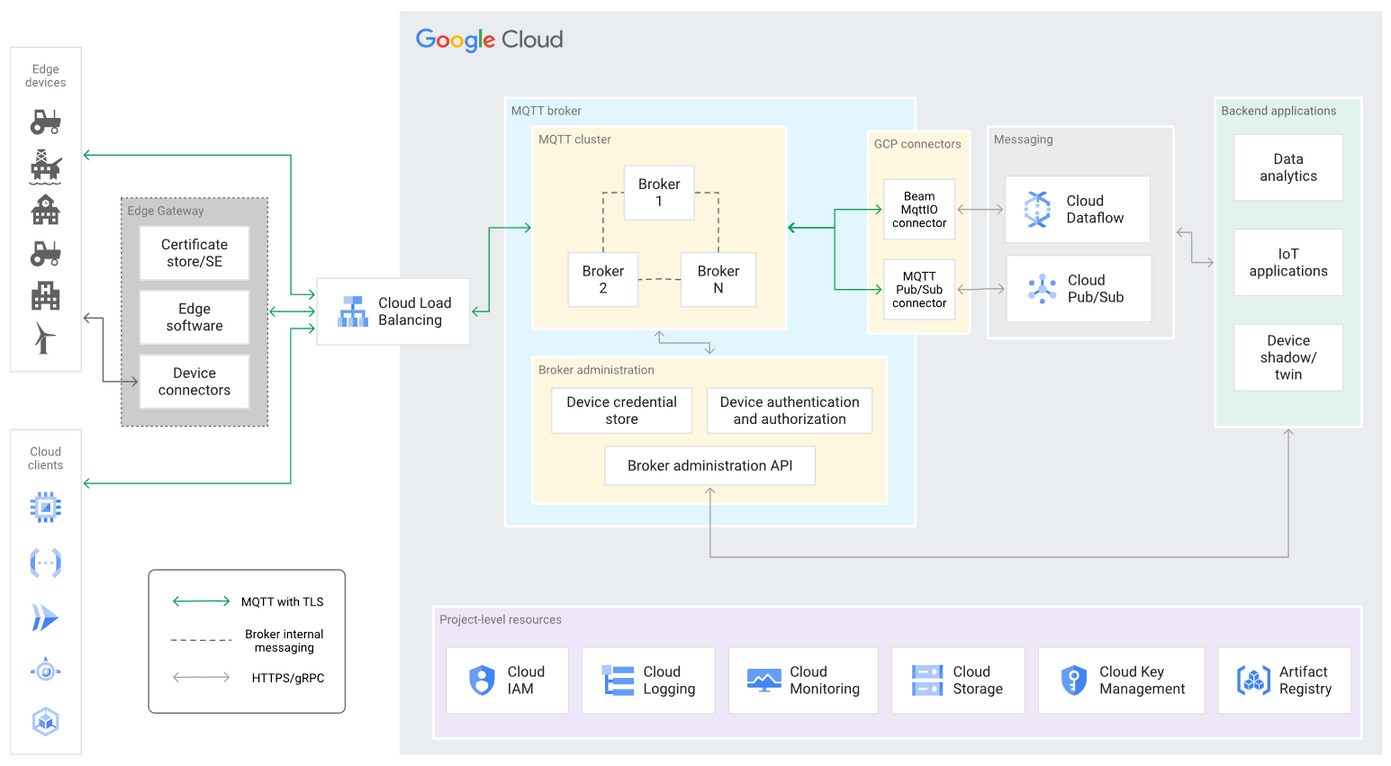 Google Cloud
Edge
devices
Edge Gateway
Certificate
store/SE
Edge
software
Device
connectors
Cloud
clients
Cloud Load
Balancing
MQTT broker
MQTT cluster
Broker
1
Broker
2
Broker
N
Broker administration
Device credential
store
Device authentication
and authorization
Broker administration API
GCP connectors
Beam
MqttIO
connector
MQTT
Pub/Sub
connector
Messaging
Cloud
Dataflow
Cloud
Pub/Sub
Backend applications
Data
analytics
IoT
applications
Device
shadow/
twin
MQTT with TLS
Broker internal
messaging
HTTPS/gRPC
Project-level resources
Cloud
IAM
Cloud
Logging
Cloud
Monitoring
Cloud
Storage
Cloud Key
Management
Artifact
Registry